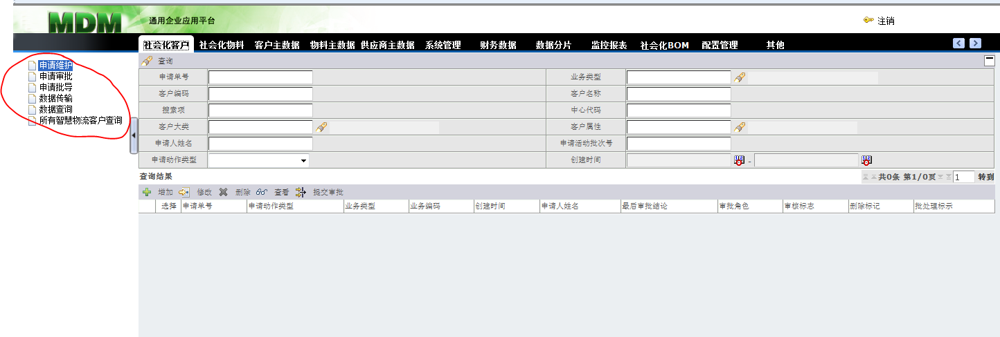 MDM 通用企业应用平台 注销
社会化客户 社会化物料 客户主数据 物料主数据 供应商主数据 系统管理 财务数据 数据分片 监控报表 社会化BOM 配置管理 其他
申请维护
申请审批
申请批导
数据传输
数据查询
所有智慧物流客户查询
查询
申请单号 业务类型
客户编码 客户名称
搜索项 中心代码
客户大类 客户属性
申请人姓名 申请活动批次号
申请动作类型 创建时间 -
查询结果 共0条 第1/0页 1 转到
增加 修改 删除 查看 提交审批
选择 申请单号 申请动作类型 业务类型 业务编码 创建时间 申请人姓名 最后审批结论 审批角色 审核标志 删除标记 批处理标示